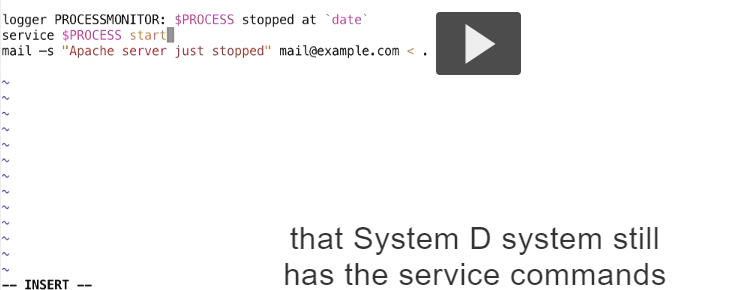 logger PROCESSMONITOR: $PROCESS stopped at `date`
service $PROCESS start
mail –s "Apache server just stopped" mail@example.com < .
~
~
~
~
~
~
~
~
~
~
~
~
~
-- INSERT --
that System D system still
has the service commands